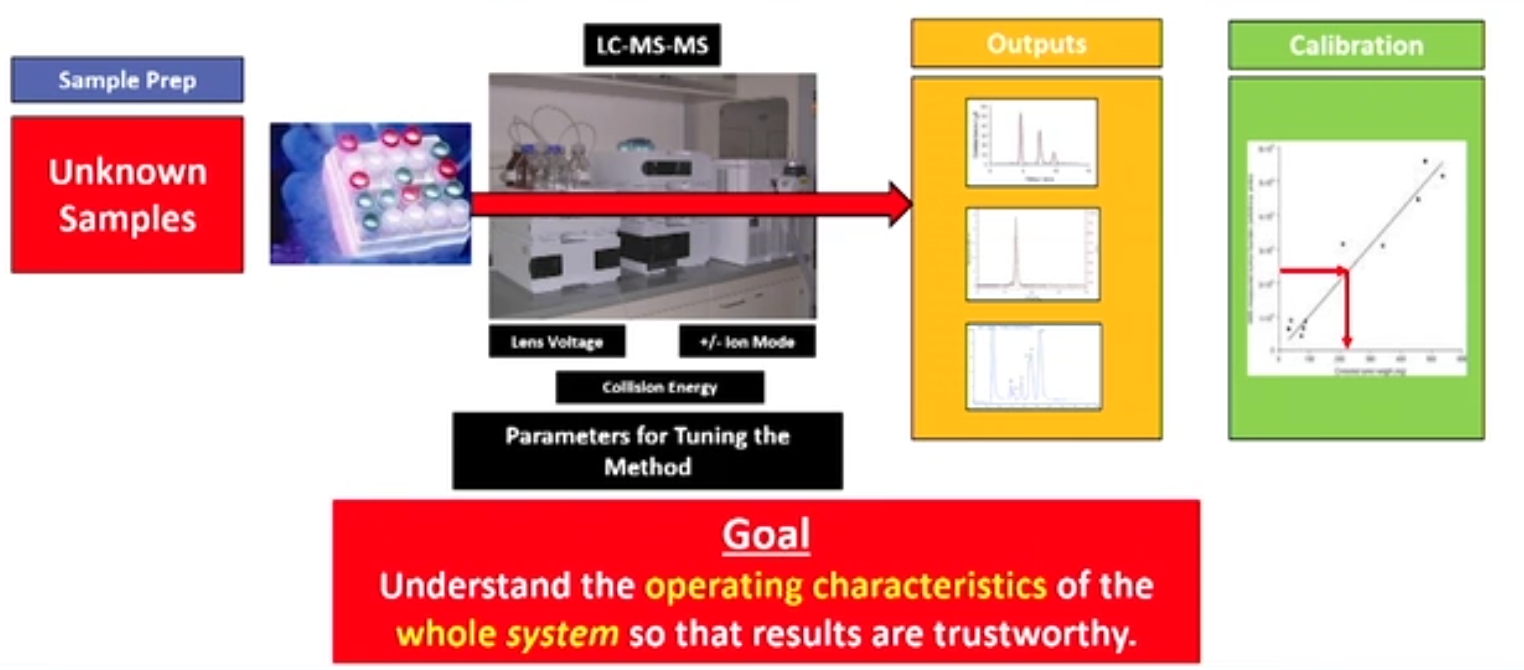 LC-MS-MS
Outputs
Calibration
Sample Prep
Unknown
Samples
Lens Voltage
+/- Ion Mode
Collision Energy
Parameters for Tuning the
Method
Goal
Understand the operating characteristics of the
whole system so that results are trustworthy.